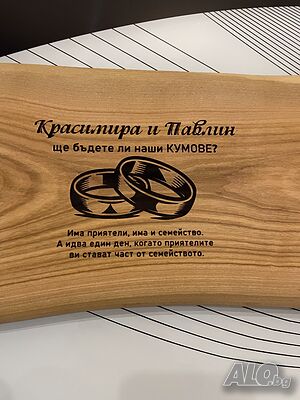 Красимира и Павлин
ще бъдете ли наши КУМОВЕ?
Има приятели, има и семейство.
А идва един ден, когато приятелите
ви стават част от семейството.
ALO.bg